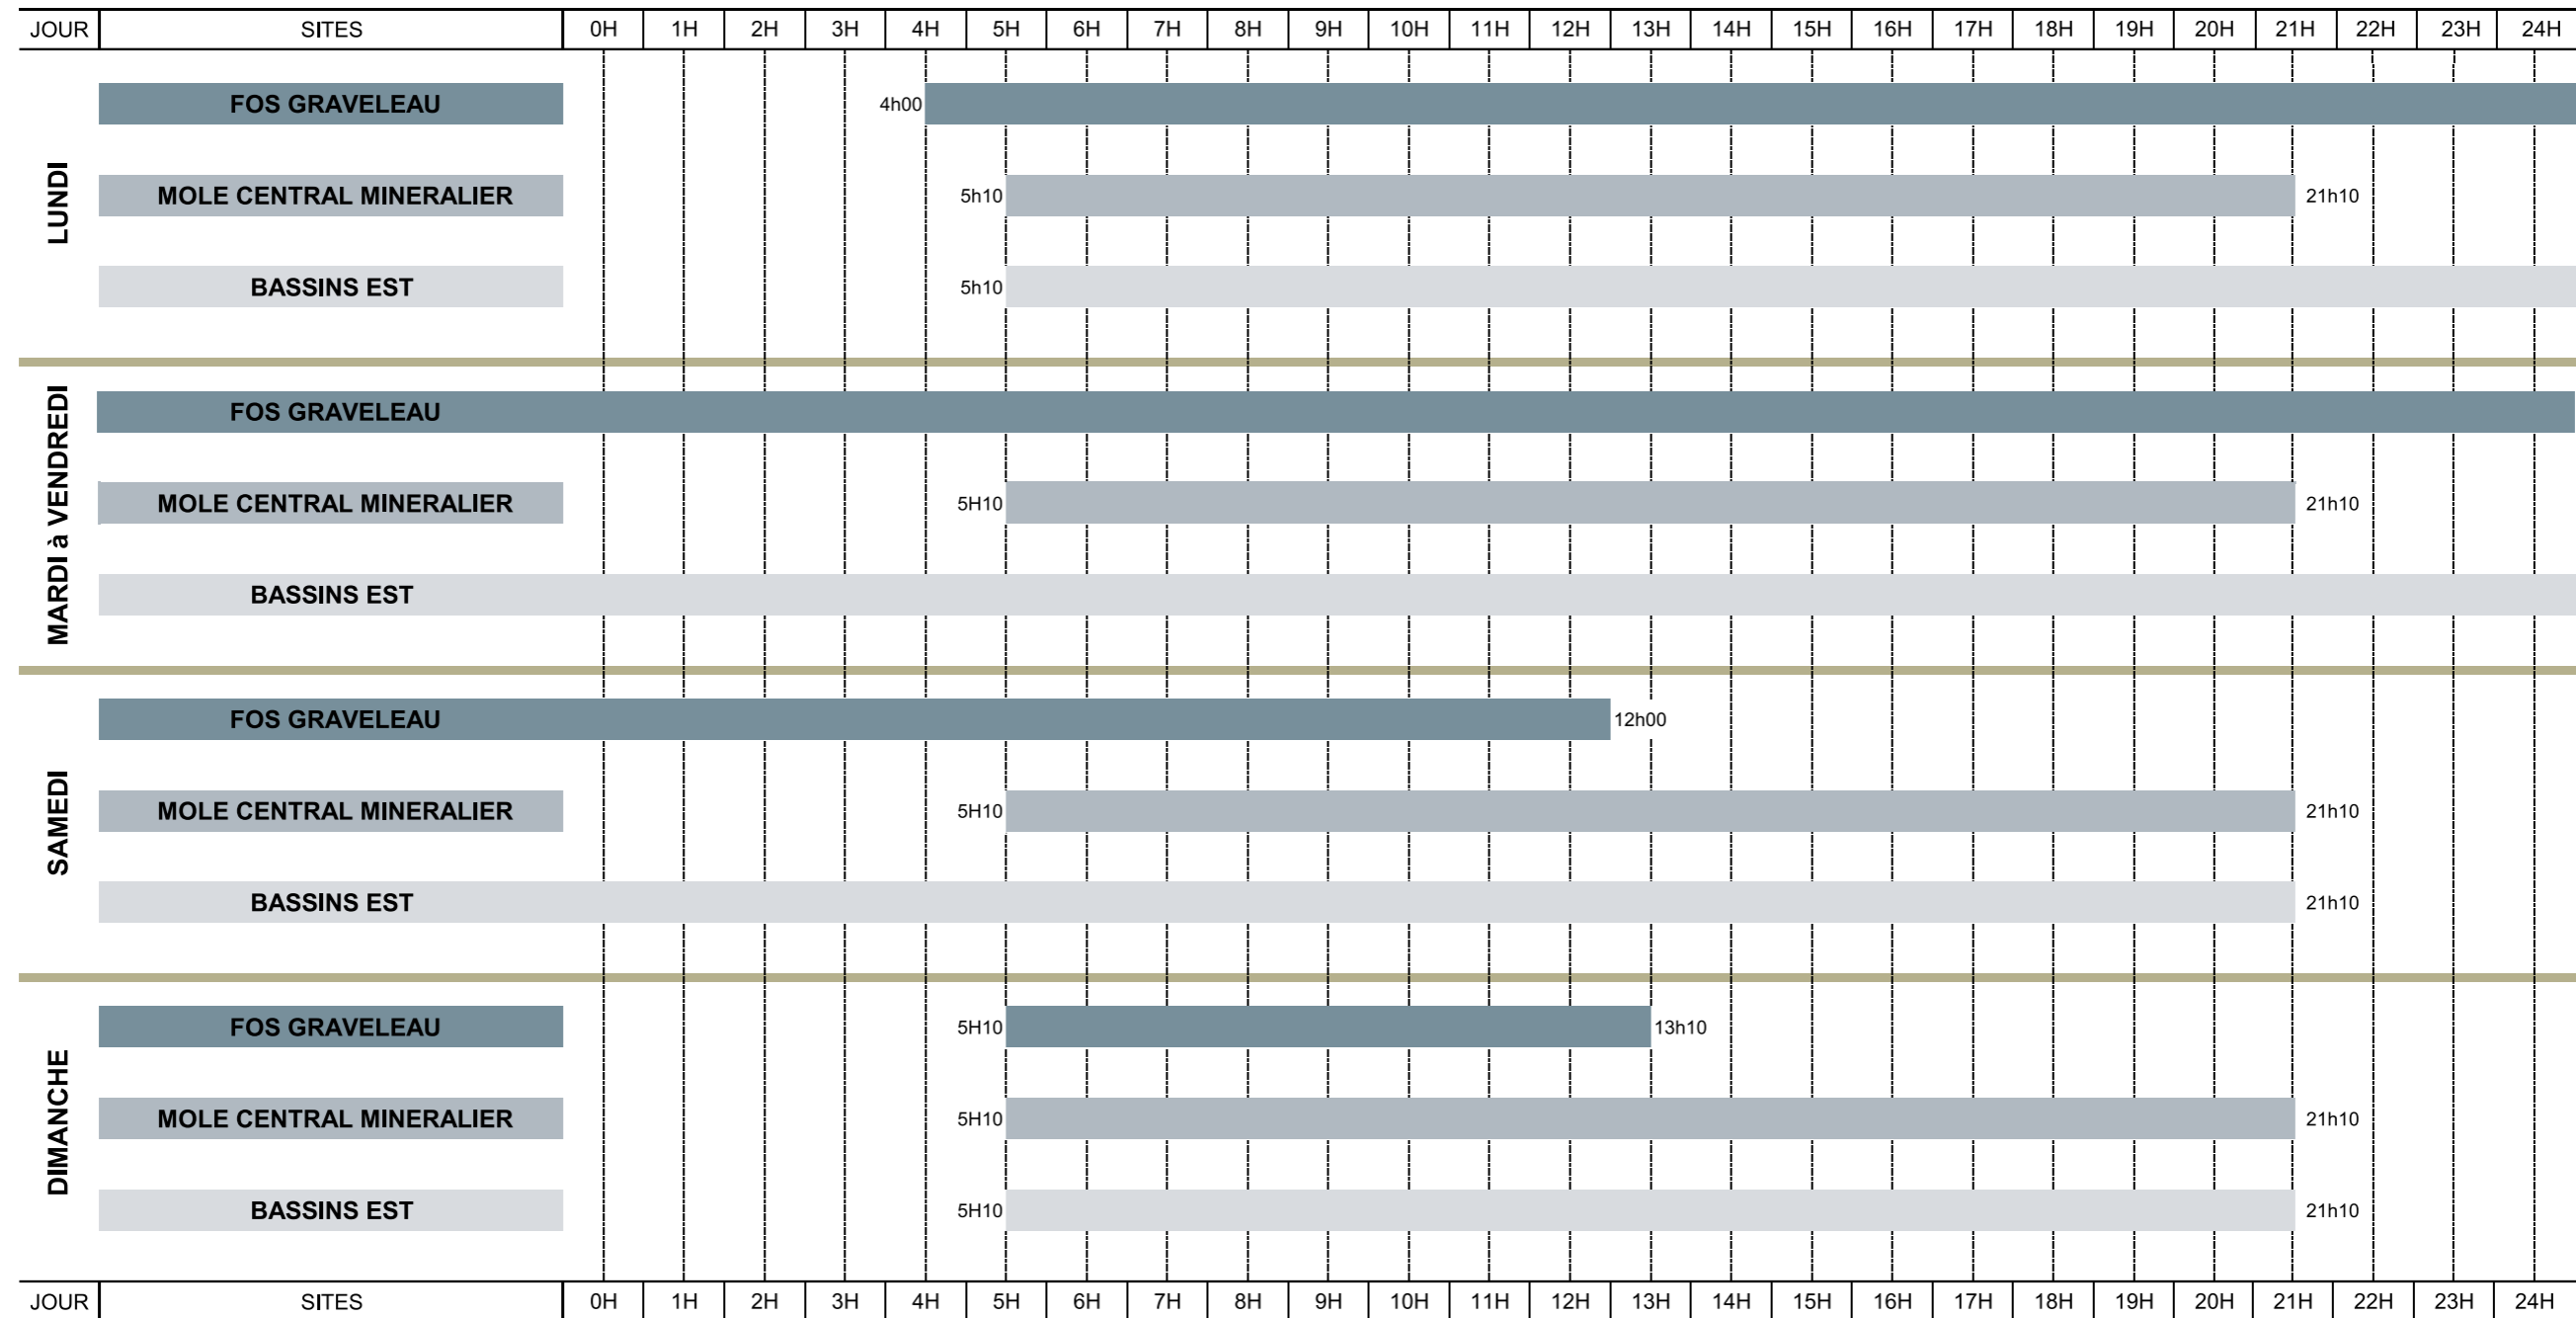 JOUR SITES 0H 1H 2H 3H 4H 5H 6H 7H 8H 9H 10H 11H 12H 13H 14H 15H 16H 17H 18H 19H 20H 21H 22H 23H 24H
LUNDI
FOS GRAVELEAU 4h00
MOLE CENTRAL MINERALIER 5h10 21h10
BASSINS EST 5h10
MARDI à VENDREDI
FOS GRAVELEAU
MOLE CENTRAL MINERALIER 5H10 21h10
BASSINS EST
SAMEDI
FOS GRAVELEAU 12h00
MOLE CENTRAL MINERALIER 5H10 21h10
BASSINS EST 21h10
DIMANCHE
FOS GRAVELEAU 5H10 13h10
MOLE CENTRAL MINERALIER 5H10 21h10
BASSINS EST 5H10 21h10
JOUR SITES 0H 1H 2H 3H 4H 5H 6H 7H 8H 9H 10H 11H 12H 13H 14H 15H 16H 17H 18H 19H 20H 21H 22H 23H 24H